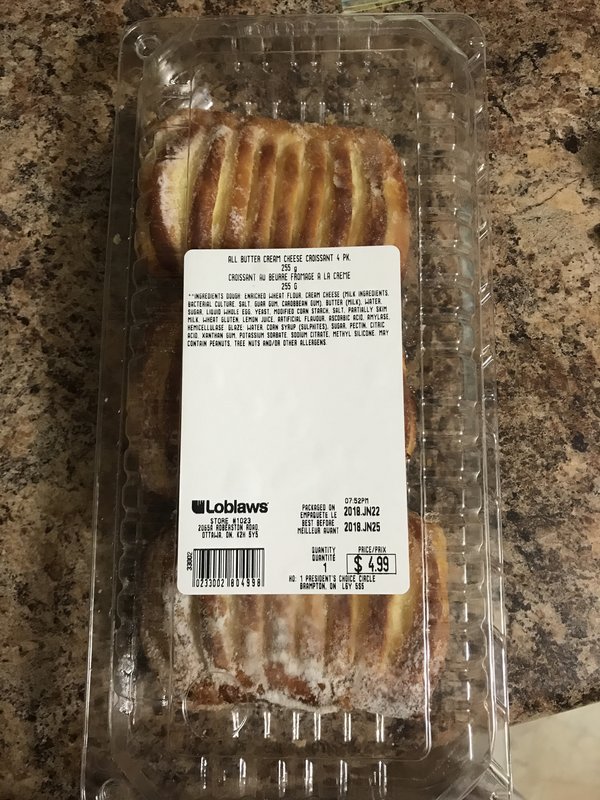 ALL BUTTER CREAM CHEESE CROISSANT 4 PK.
255 g
CROISSANT AU BEURRE FROMAGE A LA CREME
255 G
**INGREDIENTS DOUGH: ENRICHED WHEAT FLOUR, CREAM CHEESE (MILK INGREDIENTS,
BACTERIAL CULTURE, SALT, GUAR GUM, CAROBBEAN GUM), BUTTER (MILK), WATER,
SUGAR, LIQUID WHOLE EGG, YEAST, MODIFIED CORN STARCH, SALT, PARTIALLY SKIM
MILK, WHEAT GLUTEN, LEMON JUICE, ARTIFICIAL FLAVOUR, ASCORBIC ACID, AMYLASE,
HEMICELLULASE GLAZE: WATER, CORN SYRUP (SULPHITES), SUGAR, PECTIN, CITRIC
ACID, XANTHAN GUM, POTASSIUM SORBATE, SODIUM CITRATE, METHYL SILICONE. MAY
CONTAIN PEANUTS, TREE NUTS AND/OR OTHER ALLERGENS.
Loblaws
STORE #1023
2065A ROBERTSON ROAD,
OTTAWA, ON, K2H 5Y9
07:52PM
PACKAGED ON
EMPAQUETÉ LE
2018.JN22
BEST BEFORE
MEILLEUR AVANT
2018.JN25
QUANTITY
QUANTITE
1
PRICE/PRIX
$ 4.99
33002
0 233002 804998
HO: 1 PRESIDENT'S CHOICE CIRCLE
BRAMPTON, ON L6Y 5S5